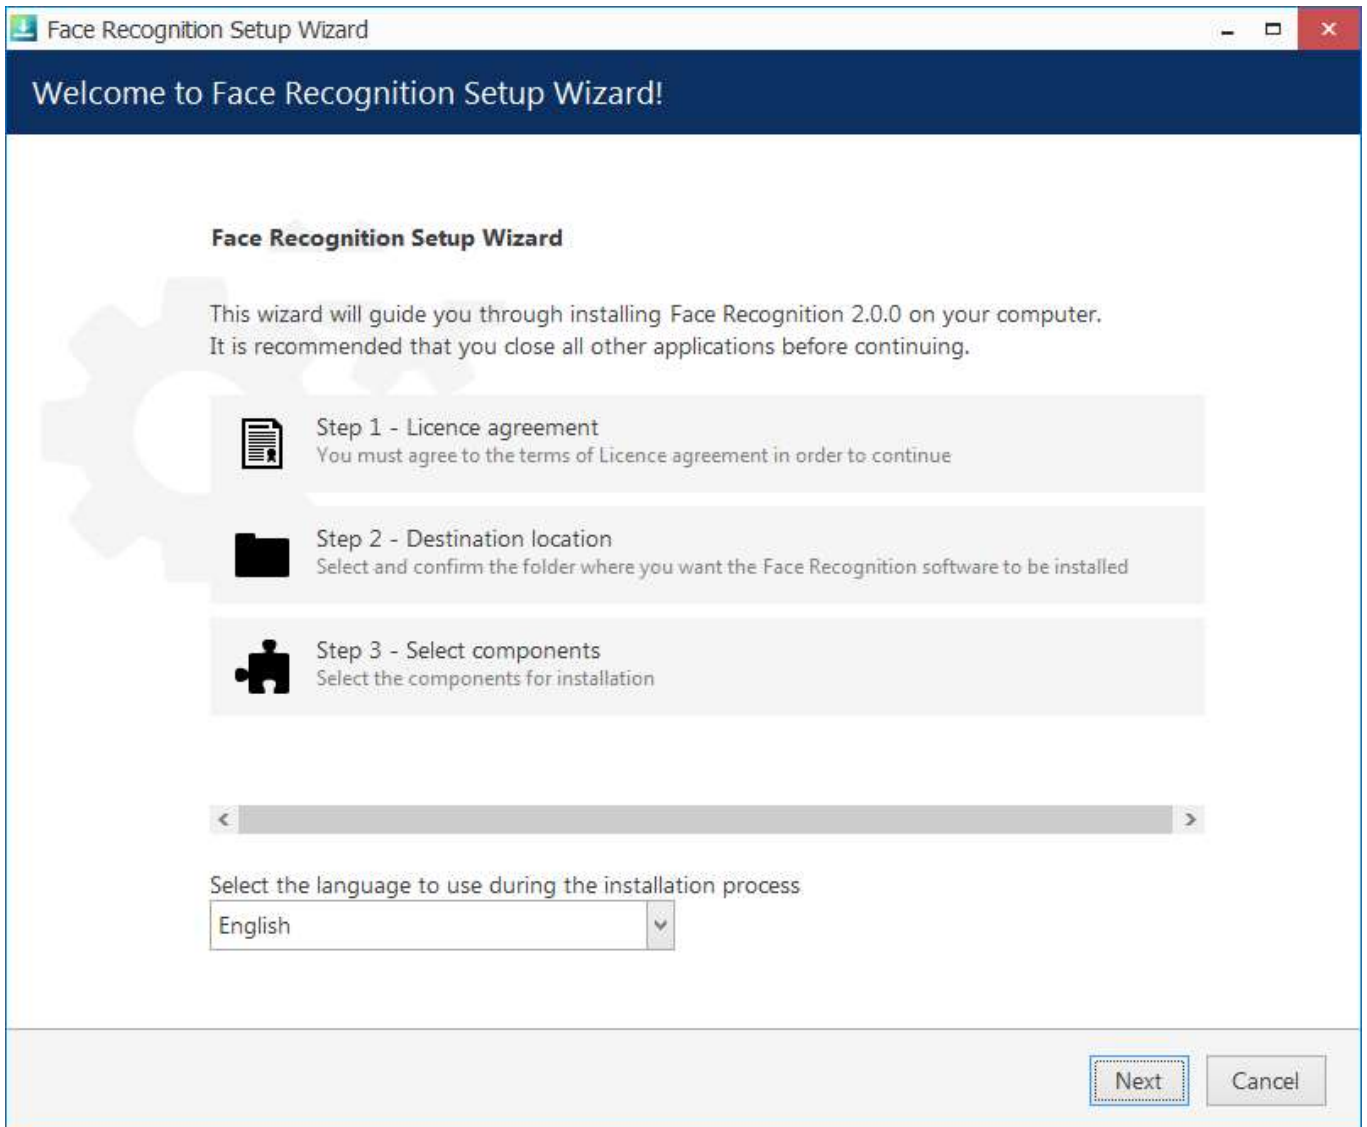 Face Recognition Setup Wizard
Welcome to Face Recognition Setup Wizard!
Face Recognition Setup Wizard
This wizard will guide you through installing Face Recognition 2.0.0 on your computer.
It is recommended that you close all other applications before continuing.
Step 1 - Licence agreement
You must agree to the terms of Licence agreement in order to continue
Step 2 - Destination location
Select and confirm the folder where you want the Face Recognition software to be installed
Step 3 - Select components
Select the components for installation
Select the language to use during the installation process
English
Next
Cancel